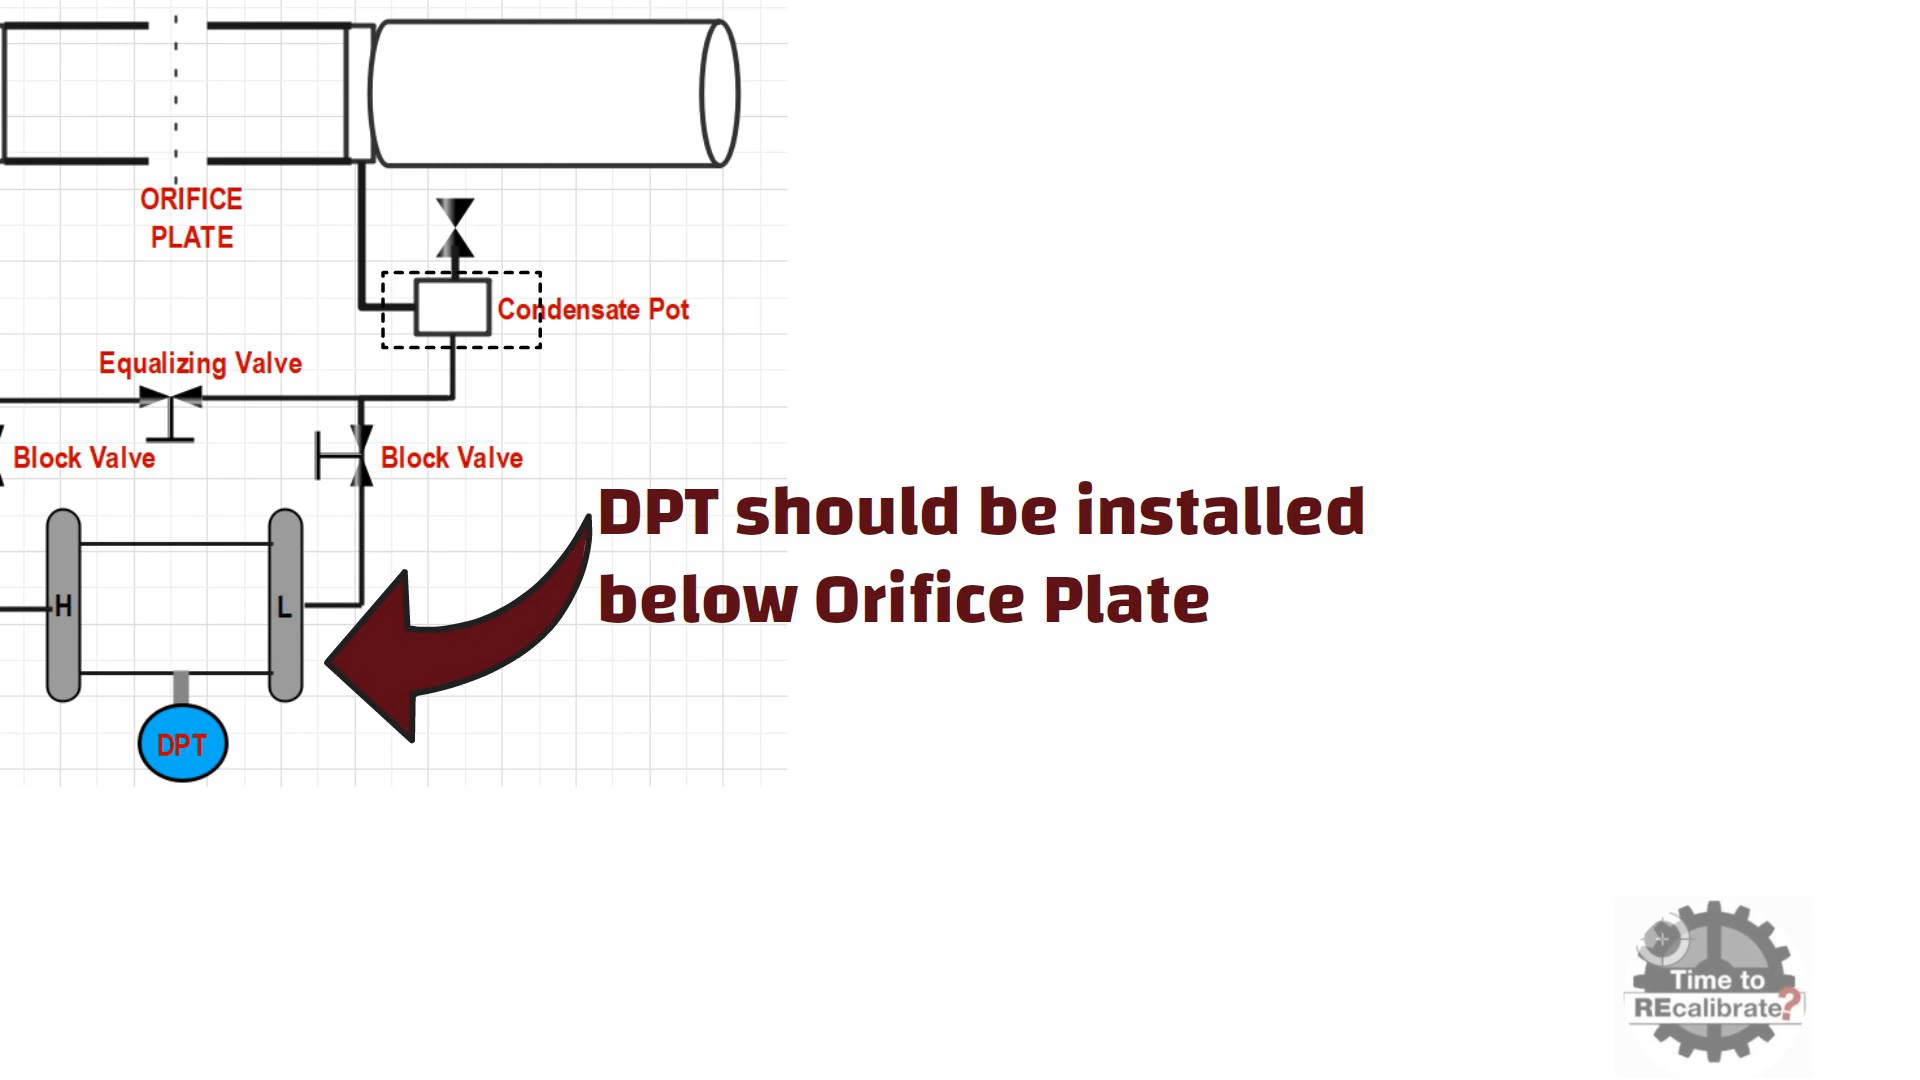 ORIFICE
PLATE
Condensate Pot
Equalizing Valve
Block Valve
Block Valve
DPT should be installed
below Orifice Plate
H
L
DPT
Time to
REcalibrate?